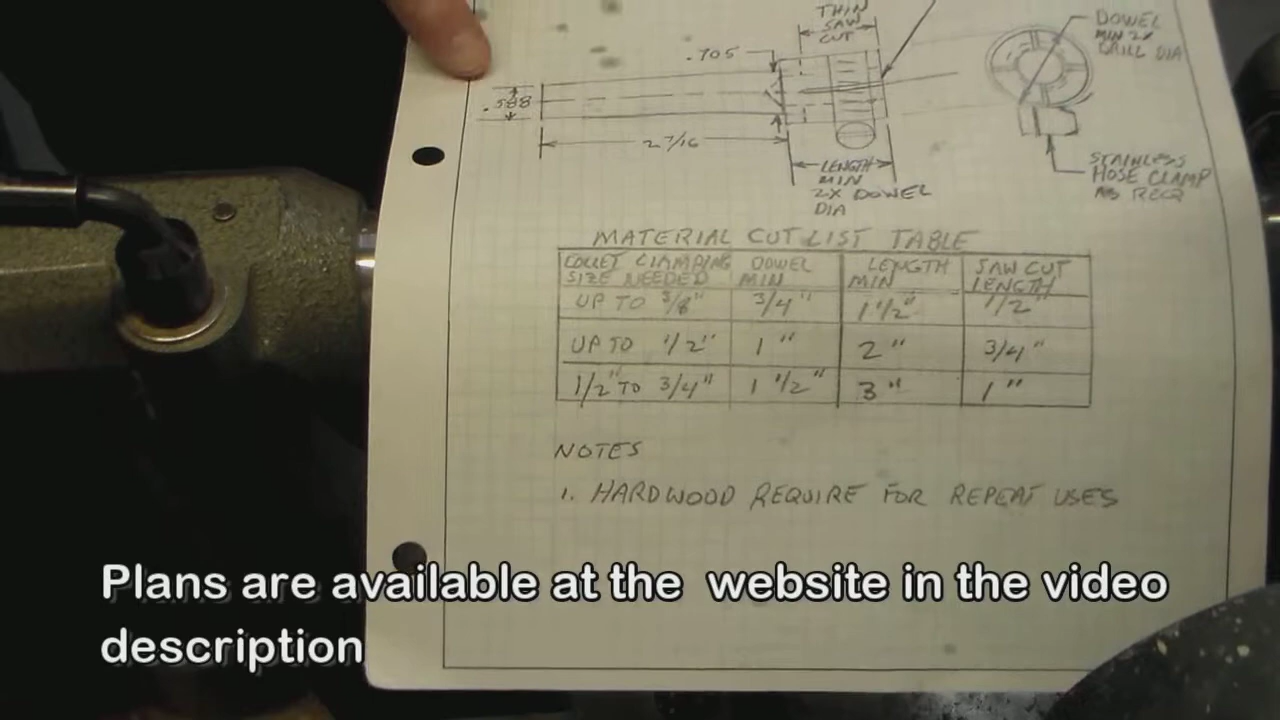 THIN
SAW
CUT
.705
.588
2 7/16
LENGTH
MIN
2X DOWEL
DIA
DOWEL
MIN 2X
DRILL DIA
STAINLESS
HOSE CLAMP
AS REQ
MATERIAL CUT LIST TABLE
COLLET CLAMPING SIZE NEEDED DOWEL MIN LENGTH MIN SAW CUT LENGTH
UP TO 3/8" 3/4" 1 1/2" 1/2"
UP TO 1/2" 1" 2" 3/4"
1/2" TO 3/4" 1 1/2" 3" 1"
NOTES
1. HARDWOOD REQUIRE FOR REPEAT USES
Plans are available at the website in the video
description